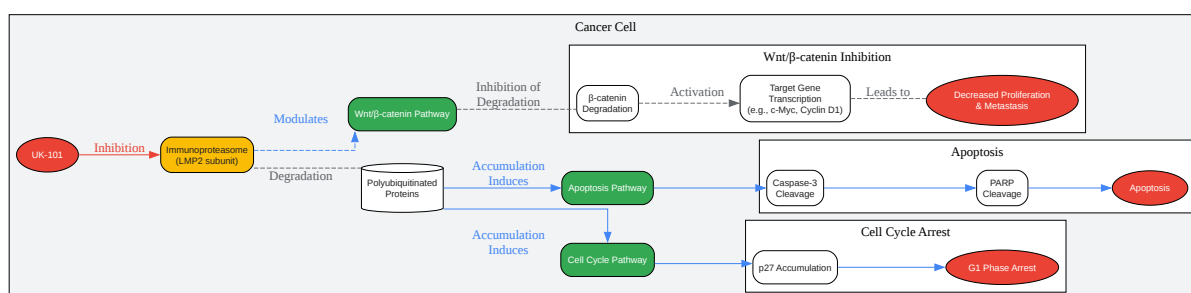 Cancer Cell
Wnt/β-catenin Inhibition
Inhibition of
Degradation
β-catenin
Degradation
Activation
Target Gene
Transcription
(e.g., c-Myc, Cyclin D1)
Leads to
Decreased Proliferation
& Metastasis
Modulates
Wnt/β-catenin Pathway
UK-101
Inhibition
Immunoproteasome
(LMP2 subunit)
Degradation
Polyubiquitinated
Proteins
Accumulation
Induces
Apoptosis Pathway
Apoptosis
Caspase-3
Cleavage
PARP
Cleavage
Apoptosis
Accumulation
Induces
Cell Cycle Pathway
Cell Cycle Arrest
p27 Accumulation
G1 Phase Arrest